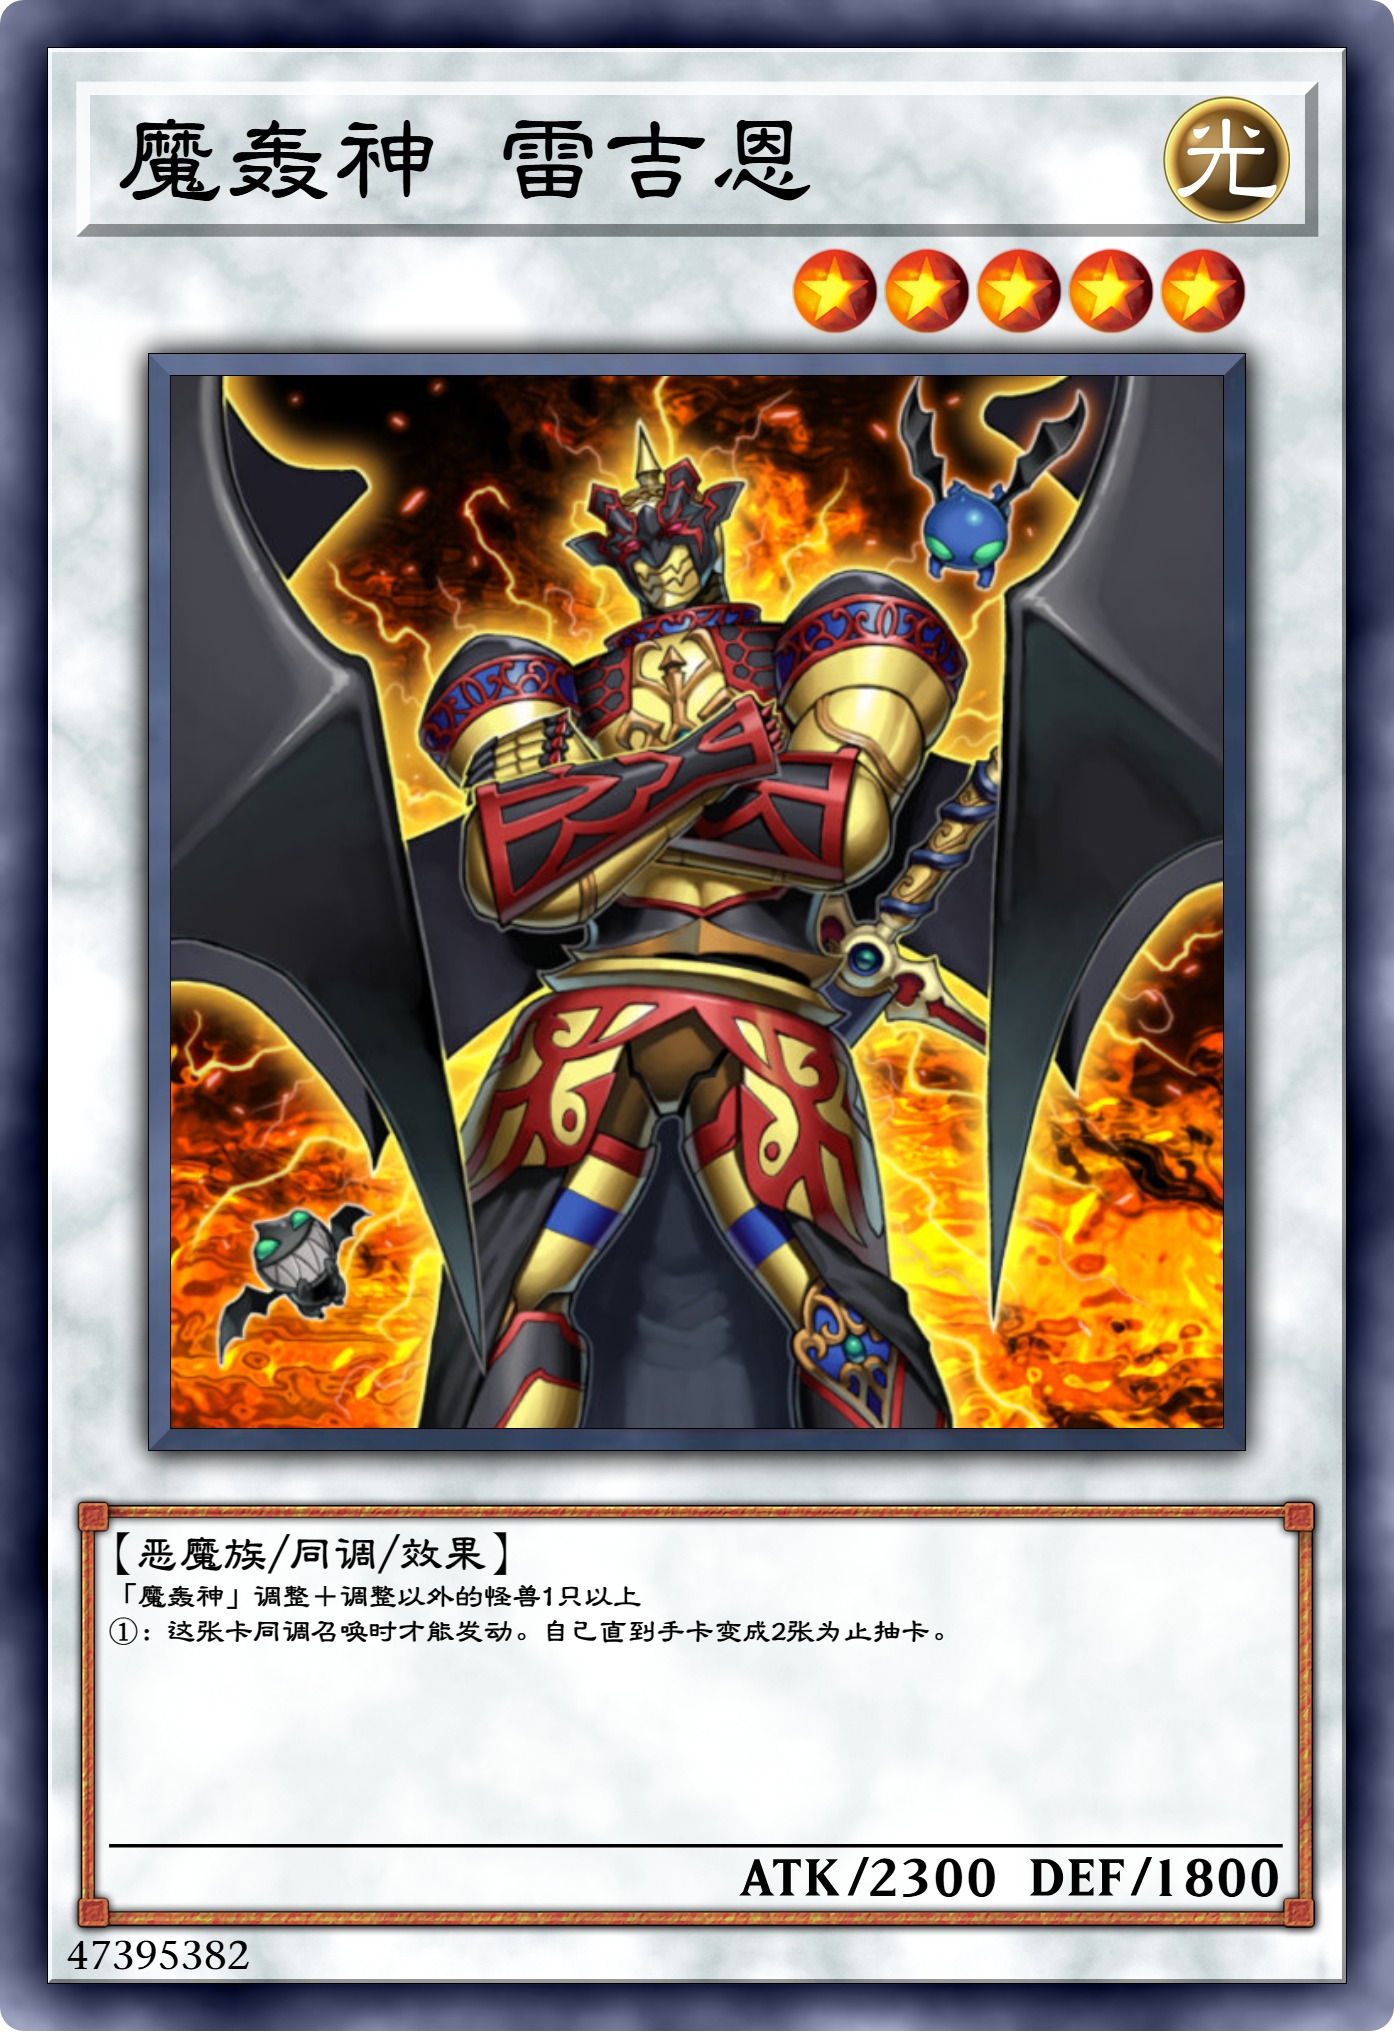 魔轰神 雷吉恩
光
【恶魔族/同调/效果】
「魔轰神」调整＋调整以外的怪兽1只以上
①：这张卡同调召唤时才能发动。自己直到手卡变成2张为止抽卡。
ATK/2300 DEF/1800
47395382